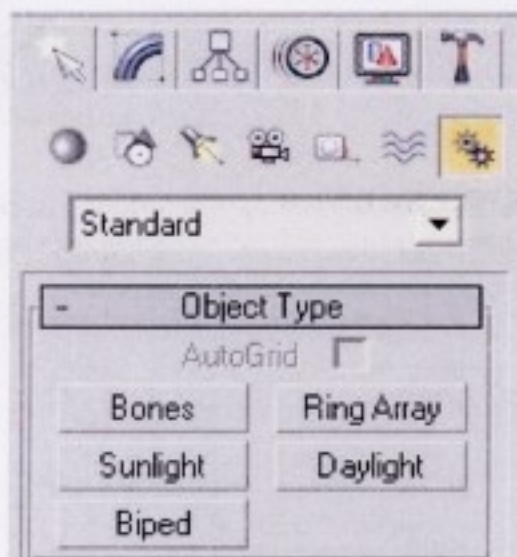 Standard
- Object Type
AutoGrid
Bones Ring Array
Sunlight Daylight
Biped